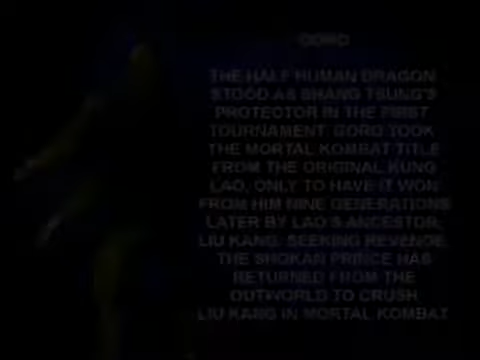 GORO
THE HALF HUMAN DRAGON
STOOD AS SHANG TSUNG'S
PROTECTOR IN THE FIRST
TOURNAMENT. GORO TOOK
THE MORTAL KOMBAT TITLE
FROM THE ORIGINAL KUNG
LAO, ONLY TO HAVE IT WON
FROM HIM NINE GENERATIONS
LATER BY LAO'S ANCESTOR,
LIU KANG. SEEKING REVENGE,
THE SHOKAN PRINCE HAS
RETURNED FROM THE
OUTWORLD TO CRUSH
LIU KANG IN MORTAL KOMBAT